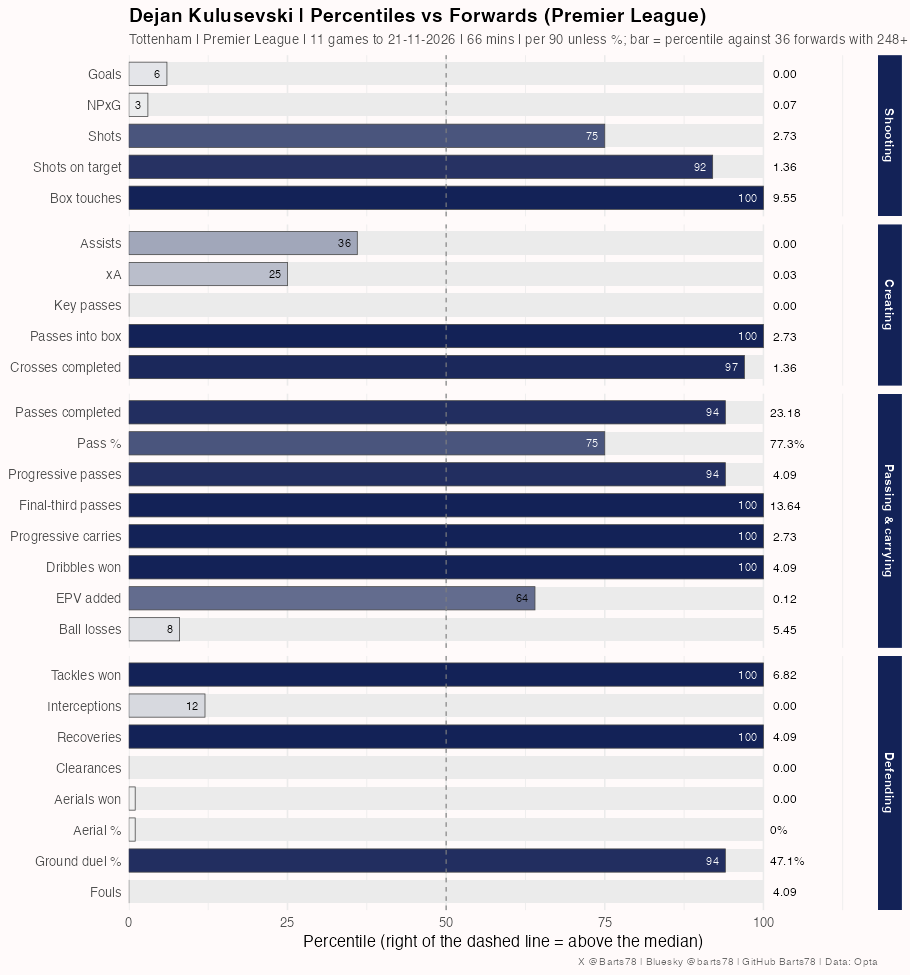 Dejan Kulusevski | Percentiles vs Forwards (Premier League)
Tottenham | Premier League | 11 games to 21-11-2026 | 66 mins | per 90 unless %; bar = percentile against 36 forwards with 248+
Shooting
Goals 6 0.00
NPxG 3 0.07
Shots 75 2.73
Shots on target 92 1.36
Box touches 100 9.55
Creating
Assists 36 0.00
xA 25 0.03
Key passes 0.00
Passes into box 100 2.73
Crosses completed 97 1.36
Passing & carrying
Passes completed 94 23.18
Pass % 75 77.3%
Progressive passes 94 4.09
Final-third passes 100 13.64
Progressive carries 100 2.73
Dribbles won 100 4.09
EPV added 64 0.12
Ball losses 8 5.45
Defending
Tackles won 100 6.82
Interceptions 12 0.00
Recoveries 100 4.09
Clearances 0.00
Aerials won 0.00
Aerial % 0%
Ground duel % 94 47.1%
Fouls 4.09
0 25 50 75 100
Percentile (right of the dashed line = above the median)
X @Barts78 | Bluesky @barts78 | GitHub Barts78 | Data: Opta